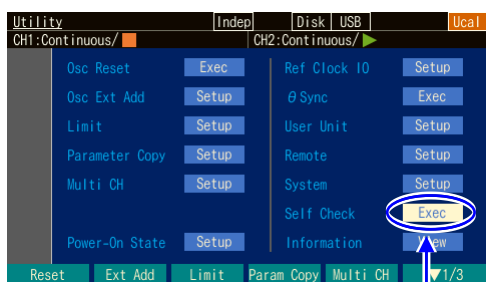 Utility Indep Disk USB Ucal
CH1:Continuous/ CH2:Continuous/
Osc Reset Exec Ref Clock IO Setup
Osc Ext Add Setup θ Sync Exec
Limit Setup User Unit Setup
Parameter Copy Setup Remote Setup
Multi CH Setup System Setup
Self Check Exec
Power-On State Setup Information View
Reset Ext Add Limit Param Copy Multi CH ▼1/3